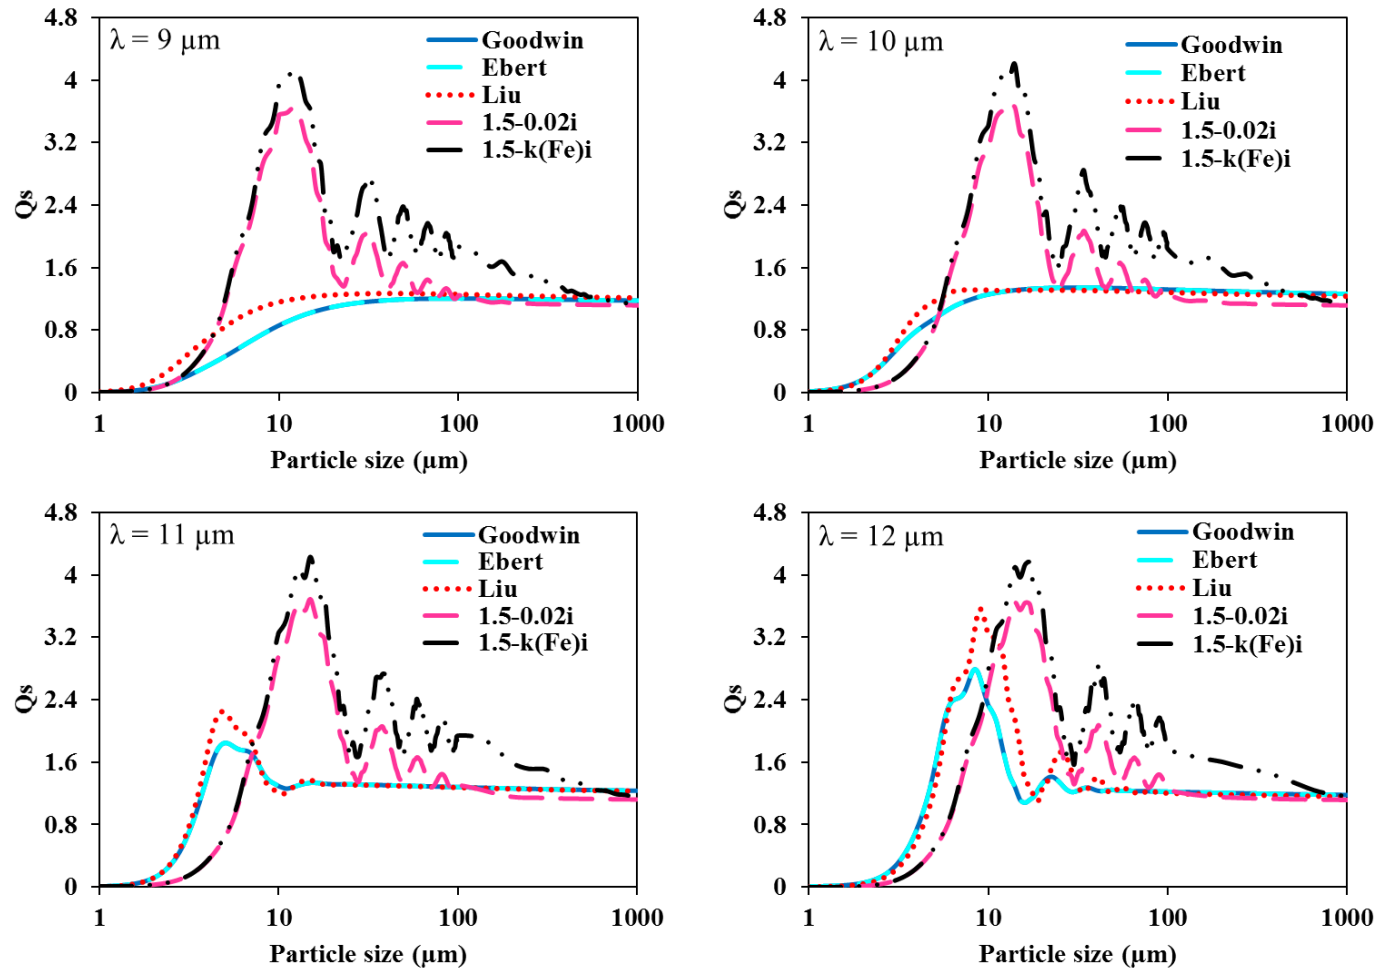 λ = 9 µm
Goodwin
Ebert
Liu
1.5-0.02i
1.5-k(Fe)i
4.8
4
3.2
2.4
1.6
0.8
0
Qs
1 10 100 1000
Particle size (µm)
λ = 10 µm
Goodwin
Ebert
Liu
1.5-0.02i
1.5-k(Fe)i
4.8
4
3.2
2.4
1.6
0.8
0
Qs
1 10 100 1000
Particle size (µm)
λ = 11 µm
Goodwin
Ebert
Liu
1.5-0.02i
1.5-k(Fe)i
4.8
4
3.2
2.4
1.6
0.8
0
Qs
1 10 100 1000
Particle size (µm)
λ = 12 µm
Goodwin
Ebert
Liu
1.5-0.02i
1.5-k(Fe)i
4.8
4
3.2
2.4
1.6
0.8
0
Qs
1 10 100 1000
Particle size (µm)